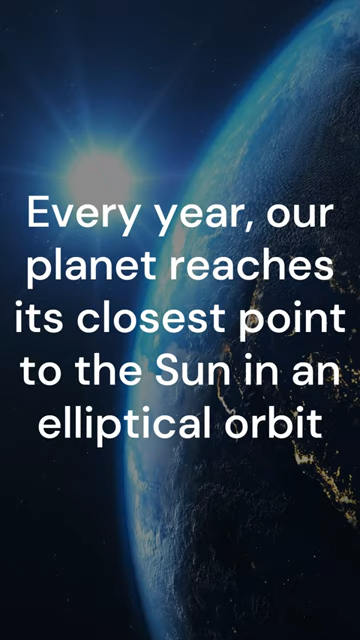 Every year, our
planet reaches
its closest point
to the Sun in an
elliptical orbit